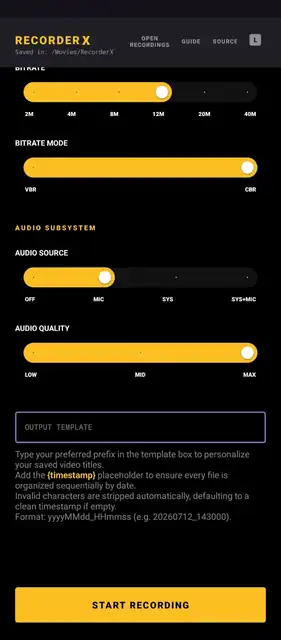 RECORDER X
Saved in: /Movies/RecorderX
OPEN
RECORDINGS
GUIDE
SOURCE
L
BITRATE
2M 4M 8M 12M 20M 40M
BITRATE MODE
VBR CBR
AUDIO SUBSYSTEM
AUDIO SOURCE
OFF MIC SYS SYS+MIC
AUDIO QUALITY
LOW MID MAX
OUTPUT TEMPLATE
Type your preferred prefix in the template box to personalize
your saved video titles.
Add the {timestamp} placeholder to ensure every file is
organized sequentially by date.
Invalid characters are stripped automatically, defaulting to a
clean timestamp if empty.
Format: yyyyMMdd_HHmmss (e.g. 20260712_143000).
START RECORDING